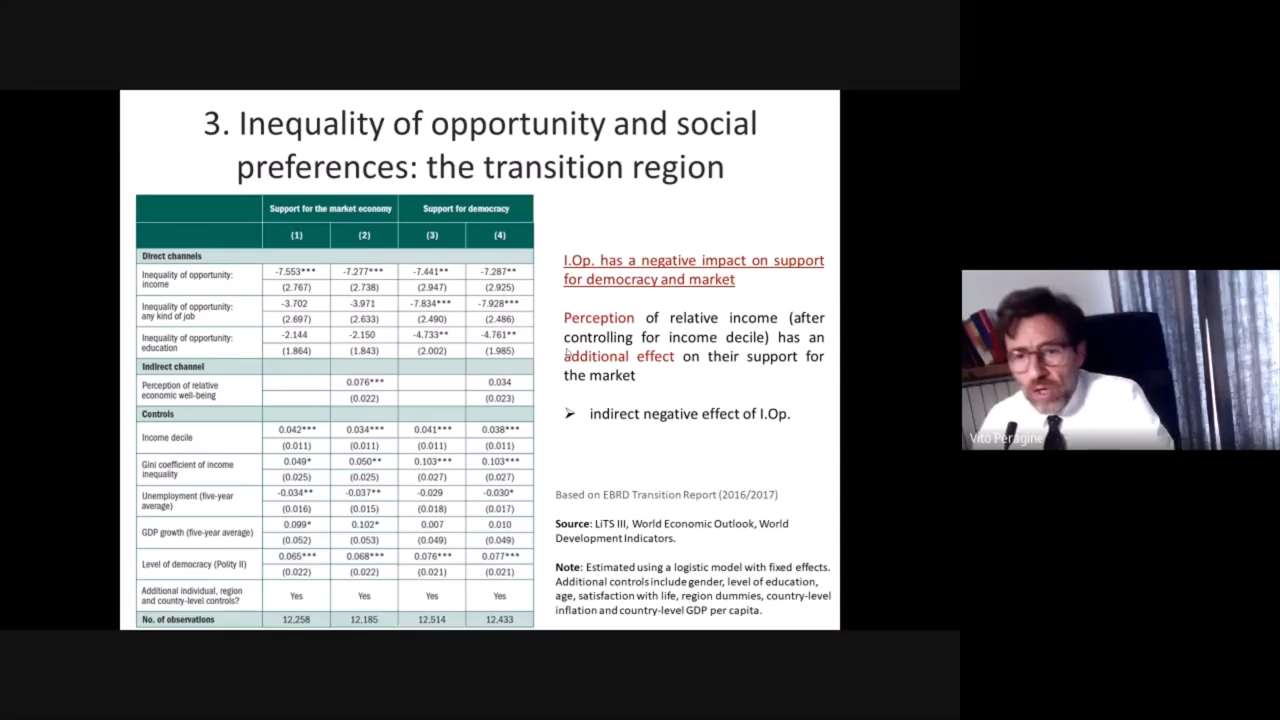 3. Inequality of opportunity and social
preferences: the transition region
Support for the market economy Support for democracy
(1) (2) (3) (4)
Direct channels
Inequality of opportunity:
income
-7.553*** -7.277*** -7.441** -7.287**
(2.767) (2.738) (2.947) (2.925)
Inequality of opportunity:
any kind of job
-3.702 -3.971 -7.834*** -7.928***
(2.697) (2.633) (2.490) (2.486)
Inequality of opportunity:
education
-2.144 -2.150 -4.733** -4.761**
(1.864) (1.843) (2.002) (1.985)
Indirect channel
Perception of relative
economic well-being
0.076*** 0.034
(0.022) (0.023)
Controls
Income decile
0.042*** 0.034*** 0.041*** 0.038***
(0.011) (0.011) (0.011) (0.011)
Gini coefficient of income
inequality
0.049* 0.050** 0.103*** 0.103***
(0.025) (0.025) (0.027) (0.027)
Unemployment (five-year
average)
-0.034** -0.037** -0.029 -0.030*
(0.016) (0.015) (0.018) (0.017)
GDP growth (five-year average)
0.099* 0.102* 0.007 0.010
(0.052) (0.053) (0.049) (0.049)
Level of democracy (Polity II)
0.065*** 0.068*** 0.076*** 0.077***
(0.022) (0.022) (0.021) (0.021)
Additional individual, region
and country-level controls?
Yes Yes Yes Yes
No. of observations 12,258 12,185 12,514 12,433
I.Op. has a negative impact on support
for democracy and market
Perception of relative income (after
controlling for income decile) has an
additional effect on their support for
the market
➢ indirect negative effect of I.Op.
Based on EBRD Transition Report (2016/2017)
Source: LiTS III, World Economic Outlook, World
Development Indicators.
Note: Estimated using a logistic model with fixed effects.
Additional controls include gender, level of education,
age, satisfaction with life, region dummies, country-level
inflation and country-level GDP per capita.
Vito Peragine